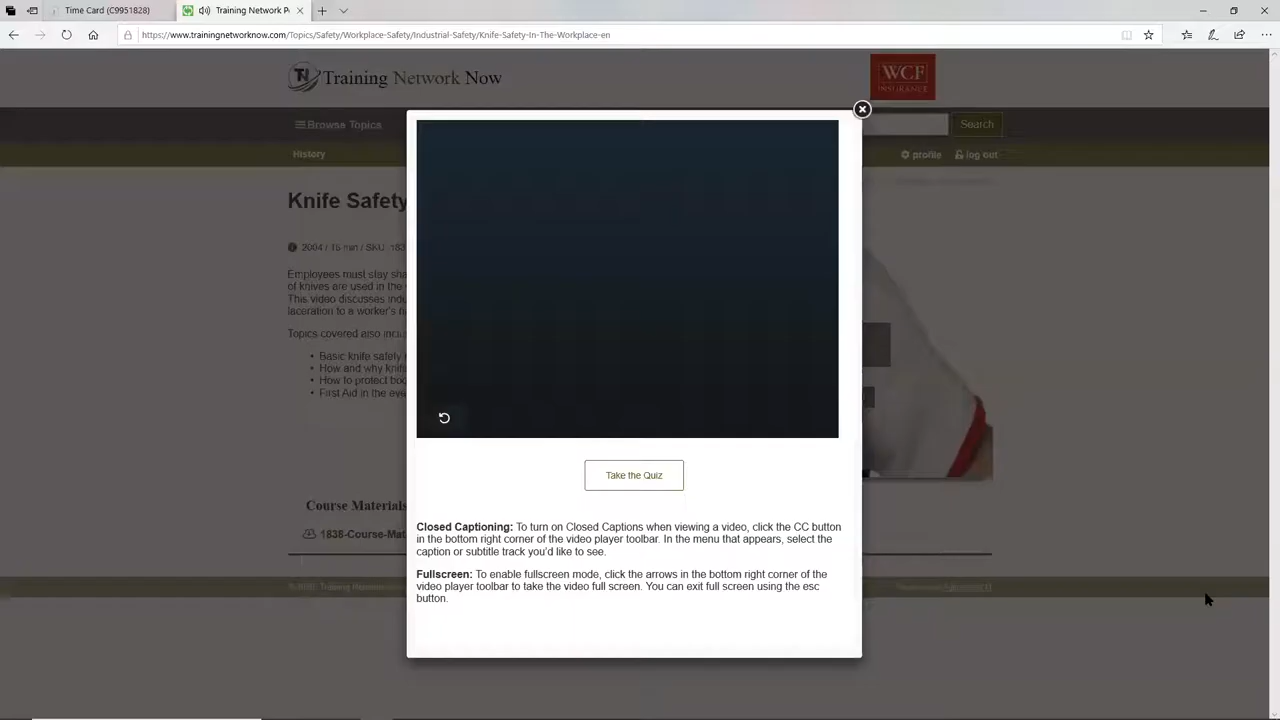 Time Card (C9951828)
Training Network P
https://www.trainingnetworknow.com/Topics/Safety/Workplace-Safety/Industrial-Safety/Knife-Safety-In-The-Workplace-en
TN Training Network Now
WCF
INSURANCE
Browse Topics
Search
History
profile
log out
Knife Safety
2004 / 15 min / SKU
Employees must stay sha
of knives are used in the
This video discusses indu
laceration to a worker's h
Topics covered also inclu
• Basic knife safety
• How and why knife
• How to protect bod
• First Aid in the eve
Take the Quiz
Course Materials
1838-Course-Mat
Closed Captioning: To turn on Closed Captions when viewing a video, click the CC button
in the bottom right corner of the video player toolbar. In the menu that appears, select the
caption or subtitle track you'd like to see.
Fullscreen: To enable fullscreen mode, click the arrows in the bottom right corner of the
video player toolbar to take the video full screen. You can exit full screen using the esc
button.